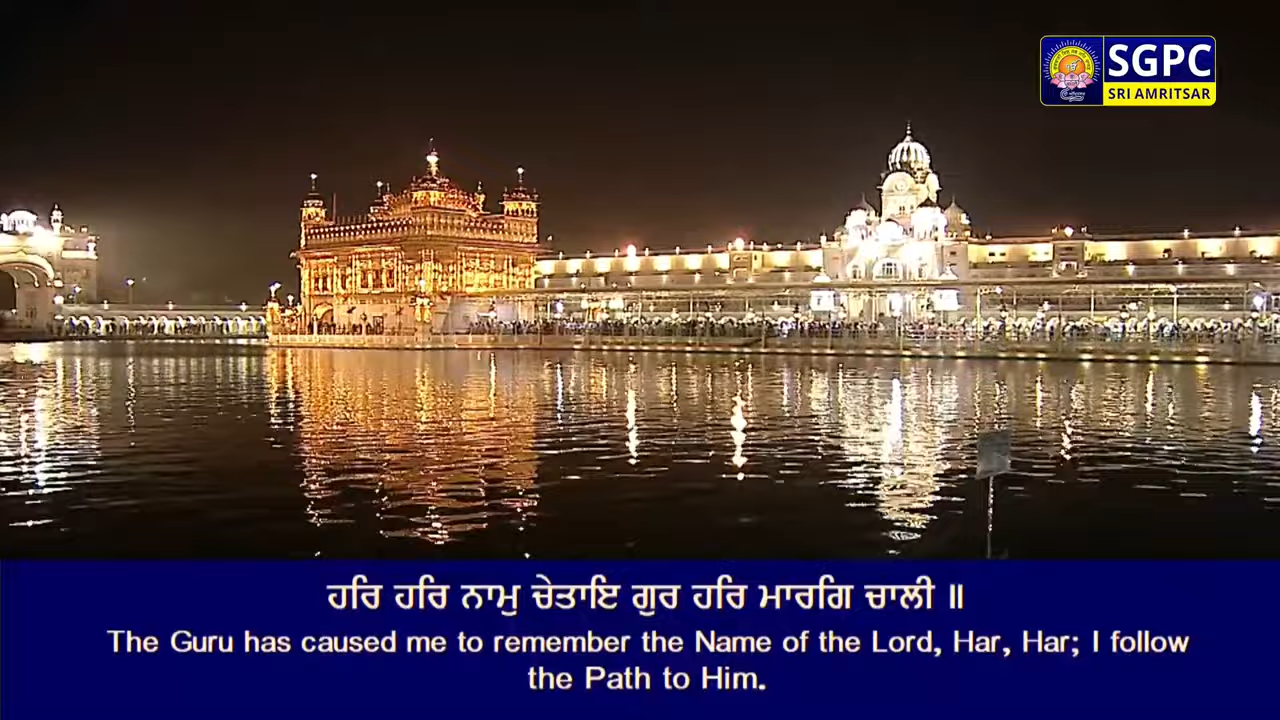 SGPC
SRI AMRITSAR
ਹਰਿ ਹਰਿ ਨਾਮੁ ਚੇਤਾਇ ਗੁਰ ਹਰਿ ਮਾਰਗਿ ਚਾਲੀ ॥
The Guru has caused me to remember the Name of the Lord, Har, Har; I follow
the Path to Him.